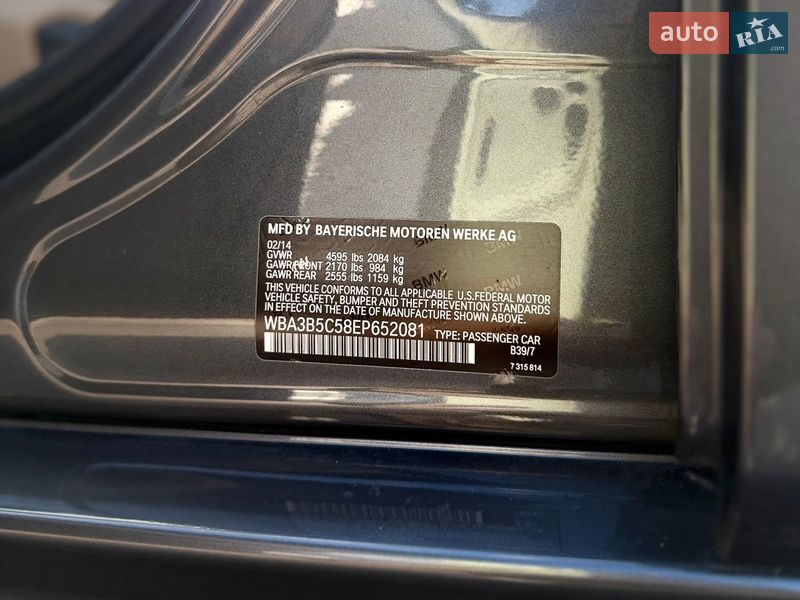 auto RIA
.com
MFD BY BAYERISCHE MOTOREN WERKE AG
02/14
GVWR 4595 lbs 2084 kg
GAWR FRONT 2170 lbs 984 kg
GAWR REAR 2555 lbs 1159 kg
THIS VEHICLE CONFORMS TO ALL APPLICABLE U.S.FEDERAL MOTOR
VEHICLE SAFETY, BUMPER AND THEFT PREVENTION STANDARDS
IN EFFECT ON THE DATE OF MANUFACTURE SHOWN ABOVE.
WBA3B5C58EP652081 TYPE: PASSENGER CAR
B39/7
7 315 814